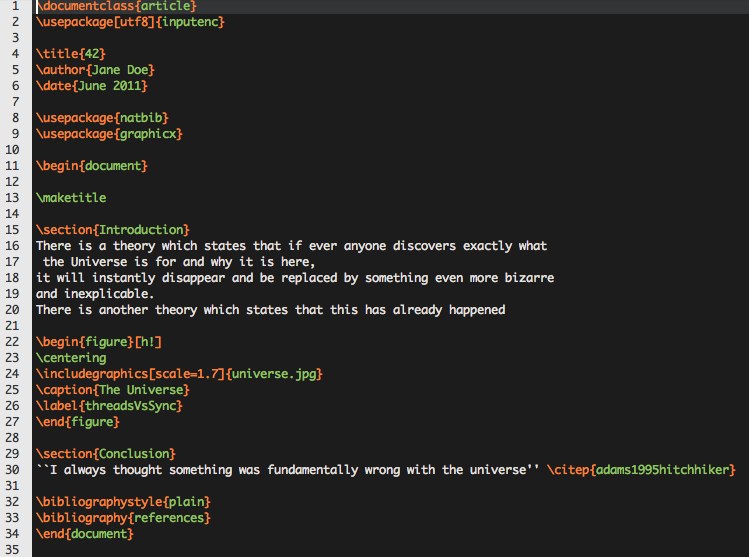 1 \documentclass{article}
2 \usepackage[utf8]{inputenc}
3
4 \title{42}
5 \author{Jane Doe}
6 \date{June 2011}
7
8 \usepackage{natbib}
9 \usepackage{graphicx}
10
11 \begin{document}
12
13 \maketitle
14
15 \section{Introduction}
16 There is a theory which states that if ever anyone discovers exactly what
17  the Universe is for and why it is here,
18 it will instantly disappear and be replaced by something even more bizarre
19 and inexplicable.
20 There is another theory which states that this has already happened
21
22 \begin{figure}[h!]
23 \centering
24 \includegraphics[scale=1.7]{universe.jpg}
25 \caption{The Universe}
26 \label{threadsVsSync}
27 \end{figure}
28
29 \section{Conclusion}
30 ``I always thought something was fundamentally wrong with the universe'' \citep{adams1995hitchhiker}
31
32 \bibliographystyle{plain}
33 \bibliography{references}
34 \end{document}
35